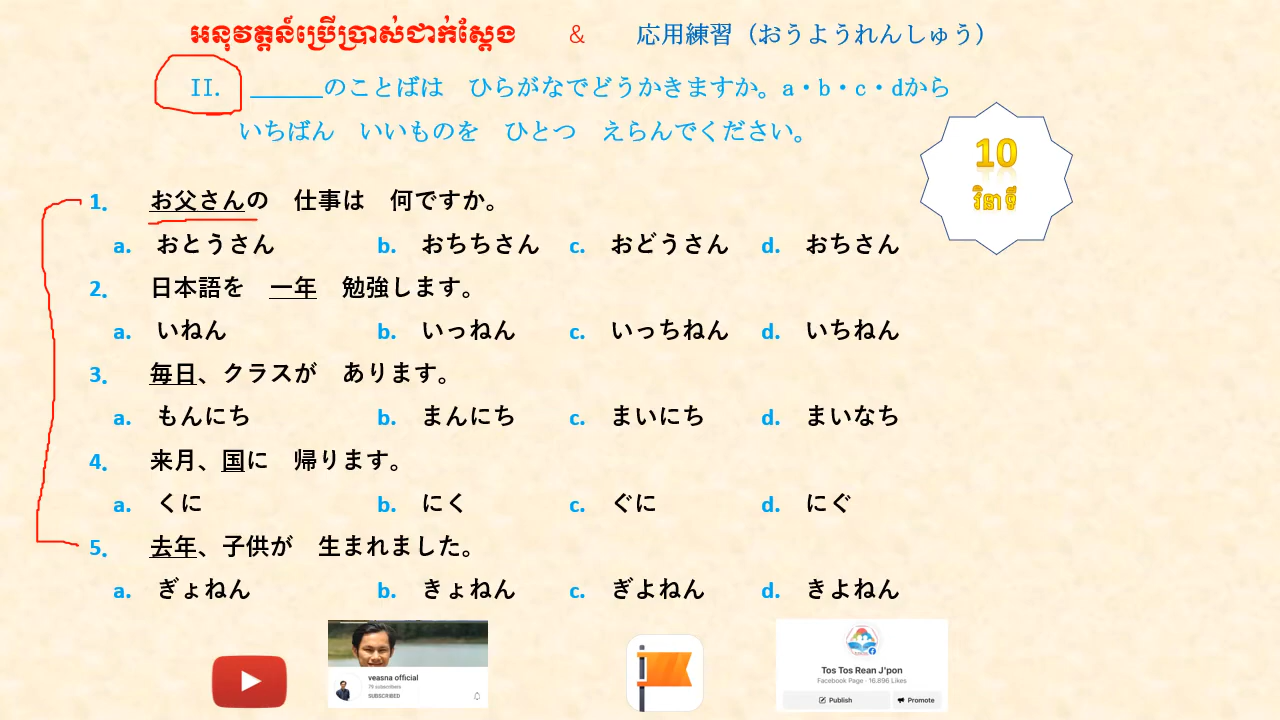 អនុវត្តន៍ប្រើប្រាស់ជាក់ស្តែង & 応用練習（おうようれんしゅう）
II. ______のことばは ひらがなでどうかきますか。a・b・c・dから
いちばん いいものを ひとつ えらんでください。
10
វិនាទី
1. お父さんの 仕事は 何ですか。
a. おとうさん b. おちちさん c. おどうさん d. おちさん
2. 日本語を 一年 勉強します。
a. いねん b. いっねん c. いっちねん d. いちねん
3. 毎日、クラスが あります。
a. もんにち b. まんにち c. まいにち d. まいなち
4. 来月、国に 帰ります。
a. くに b. にく c. ぐに d. にぐ
5. 去年、子供が 生まれました。
a. ぎょねん b. きょねん c. ぎよねん d. きよねん
veasna official
79 subscribers
SUBSCRIBED
Tos Tos Rean J'pon
Facebook Page · 16,896 Likes
Publish Promote